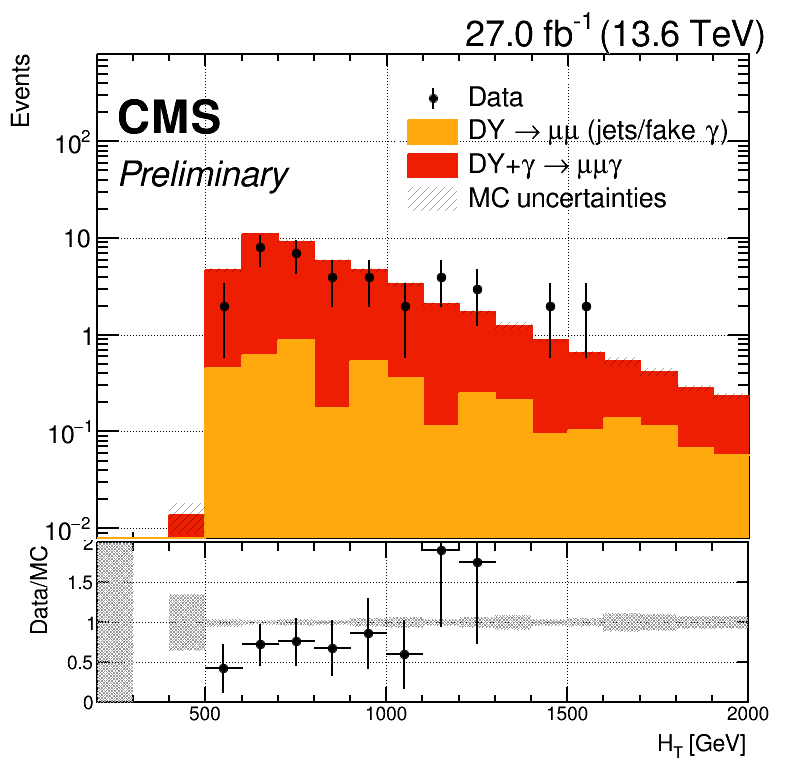 27.0 fb⁻¹ (13.6 TeV)
Events
CMS
Preliminary
Data
DY → μμ (jets/fake γ)
DY+γ → μμγ
MC uncertainties
10²
10
1
10⁻¹
10⁻²
Data/MC
2
1.5
1
0.5
0
500 1000 1500 2000
H_T [GeV]